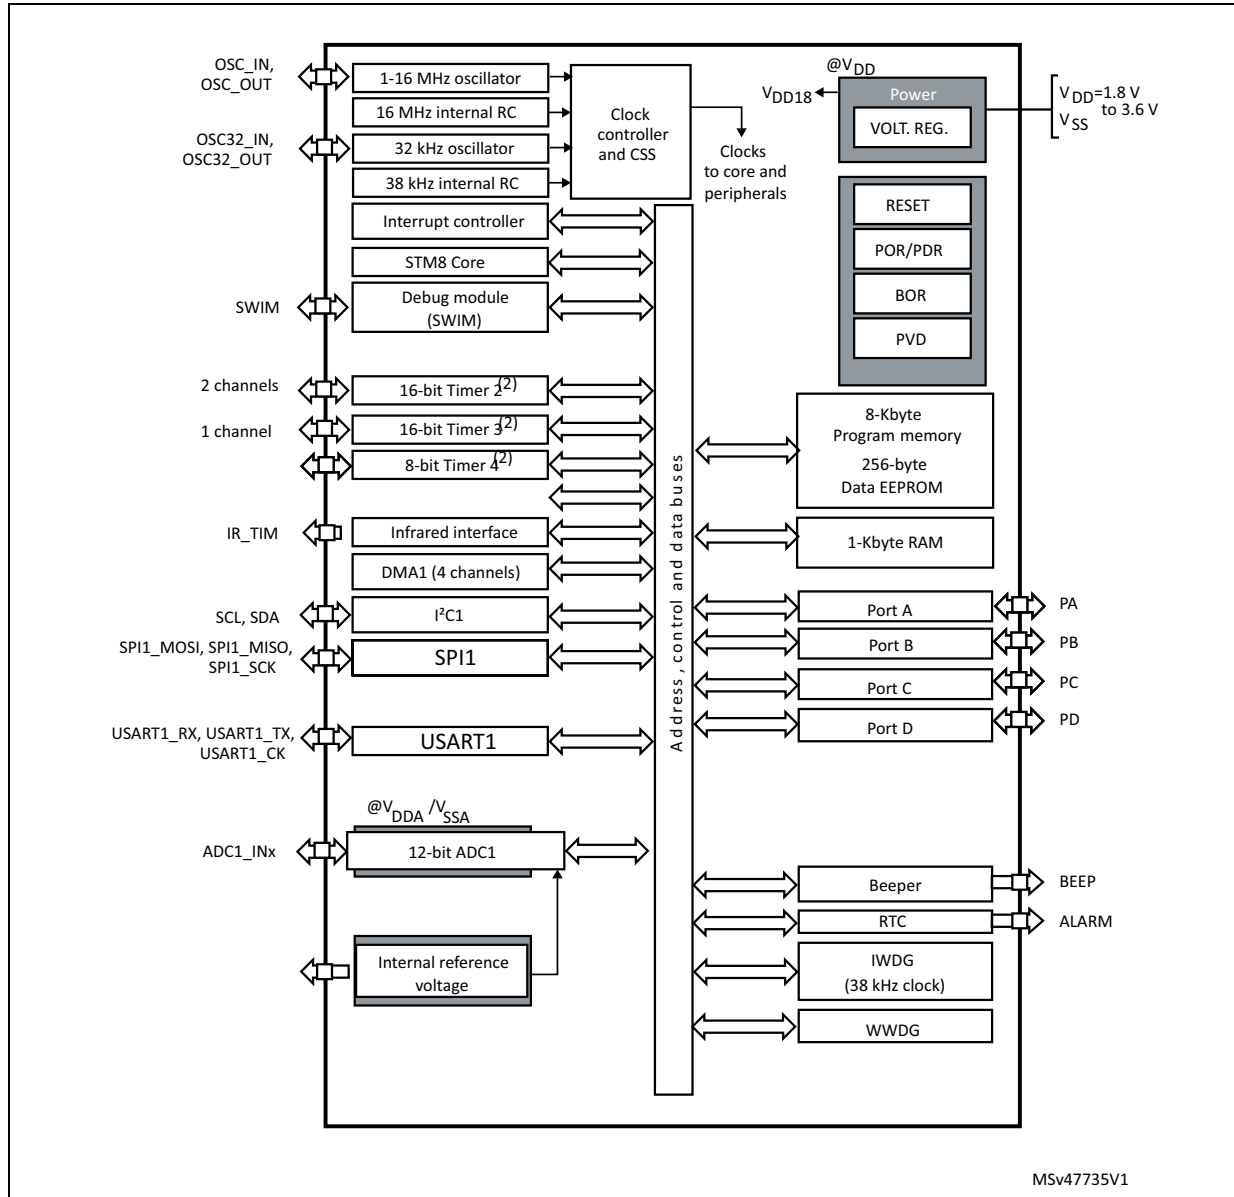 OSC_IN,
OSC_OUT
1-16 MHz oscillator
16 MHz internal RC
OSC32_IN,
OSC32_OUT
32 kHz oscillator
38 kHz internal RC
Clock
controller
and CSS
Clocks
to core and
peripherals
@VDD
VDD18
Power
VOLT. REG.
VDD=1.8 V
to 3.6 V
VSS
RESET
POR/PDR
BOR
PVD
Interrupt controller
STM8 Core
SWIM
Debug module
(SWIM)
2 channels
16-bit Timer 2(2)
1 channel
16-bit Timer 3(2)
8-bit Timer 4(2)
IR_TIM
Infrared interface
DMA1 (4 channels)
SCL, SDA
I²C1
SPI1_MOSI, SPI1_MISO,
SPI1_SCK
SPI1
USART1_RX, USART1_TX,
USART1_CK
USART1
@VDDA /VSSA
ADC1_INx
12-bit ADC1
Internal reference
voltage
Address, control and data buses
8-Kbyte
Program memory
256-byte
Data EEPROM
1-Kbyte RAM
Port A
PA
Port B
PB
Port C
PC
Port D
PD
Beeper
BEEP
RTC
ALARM
IWDG
(38 kHz clock)
WWDG
MSv47735V1